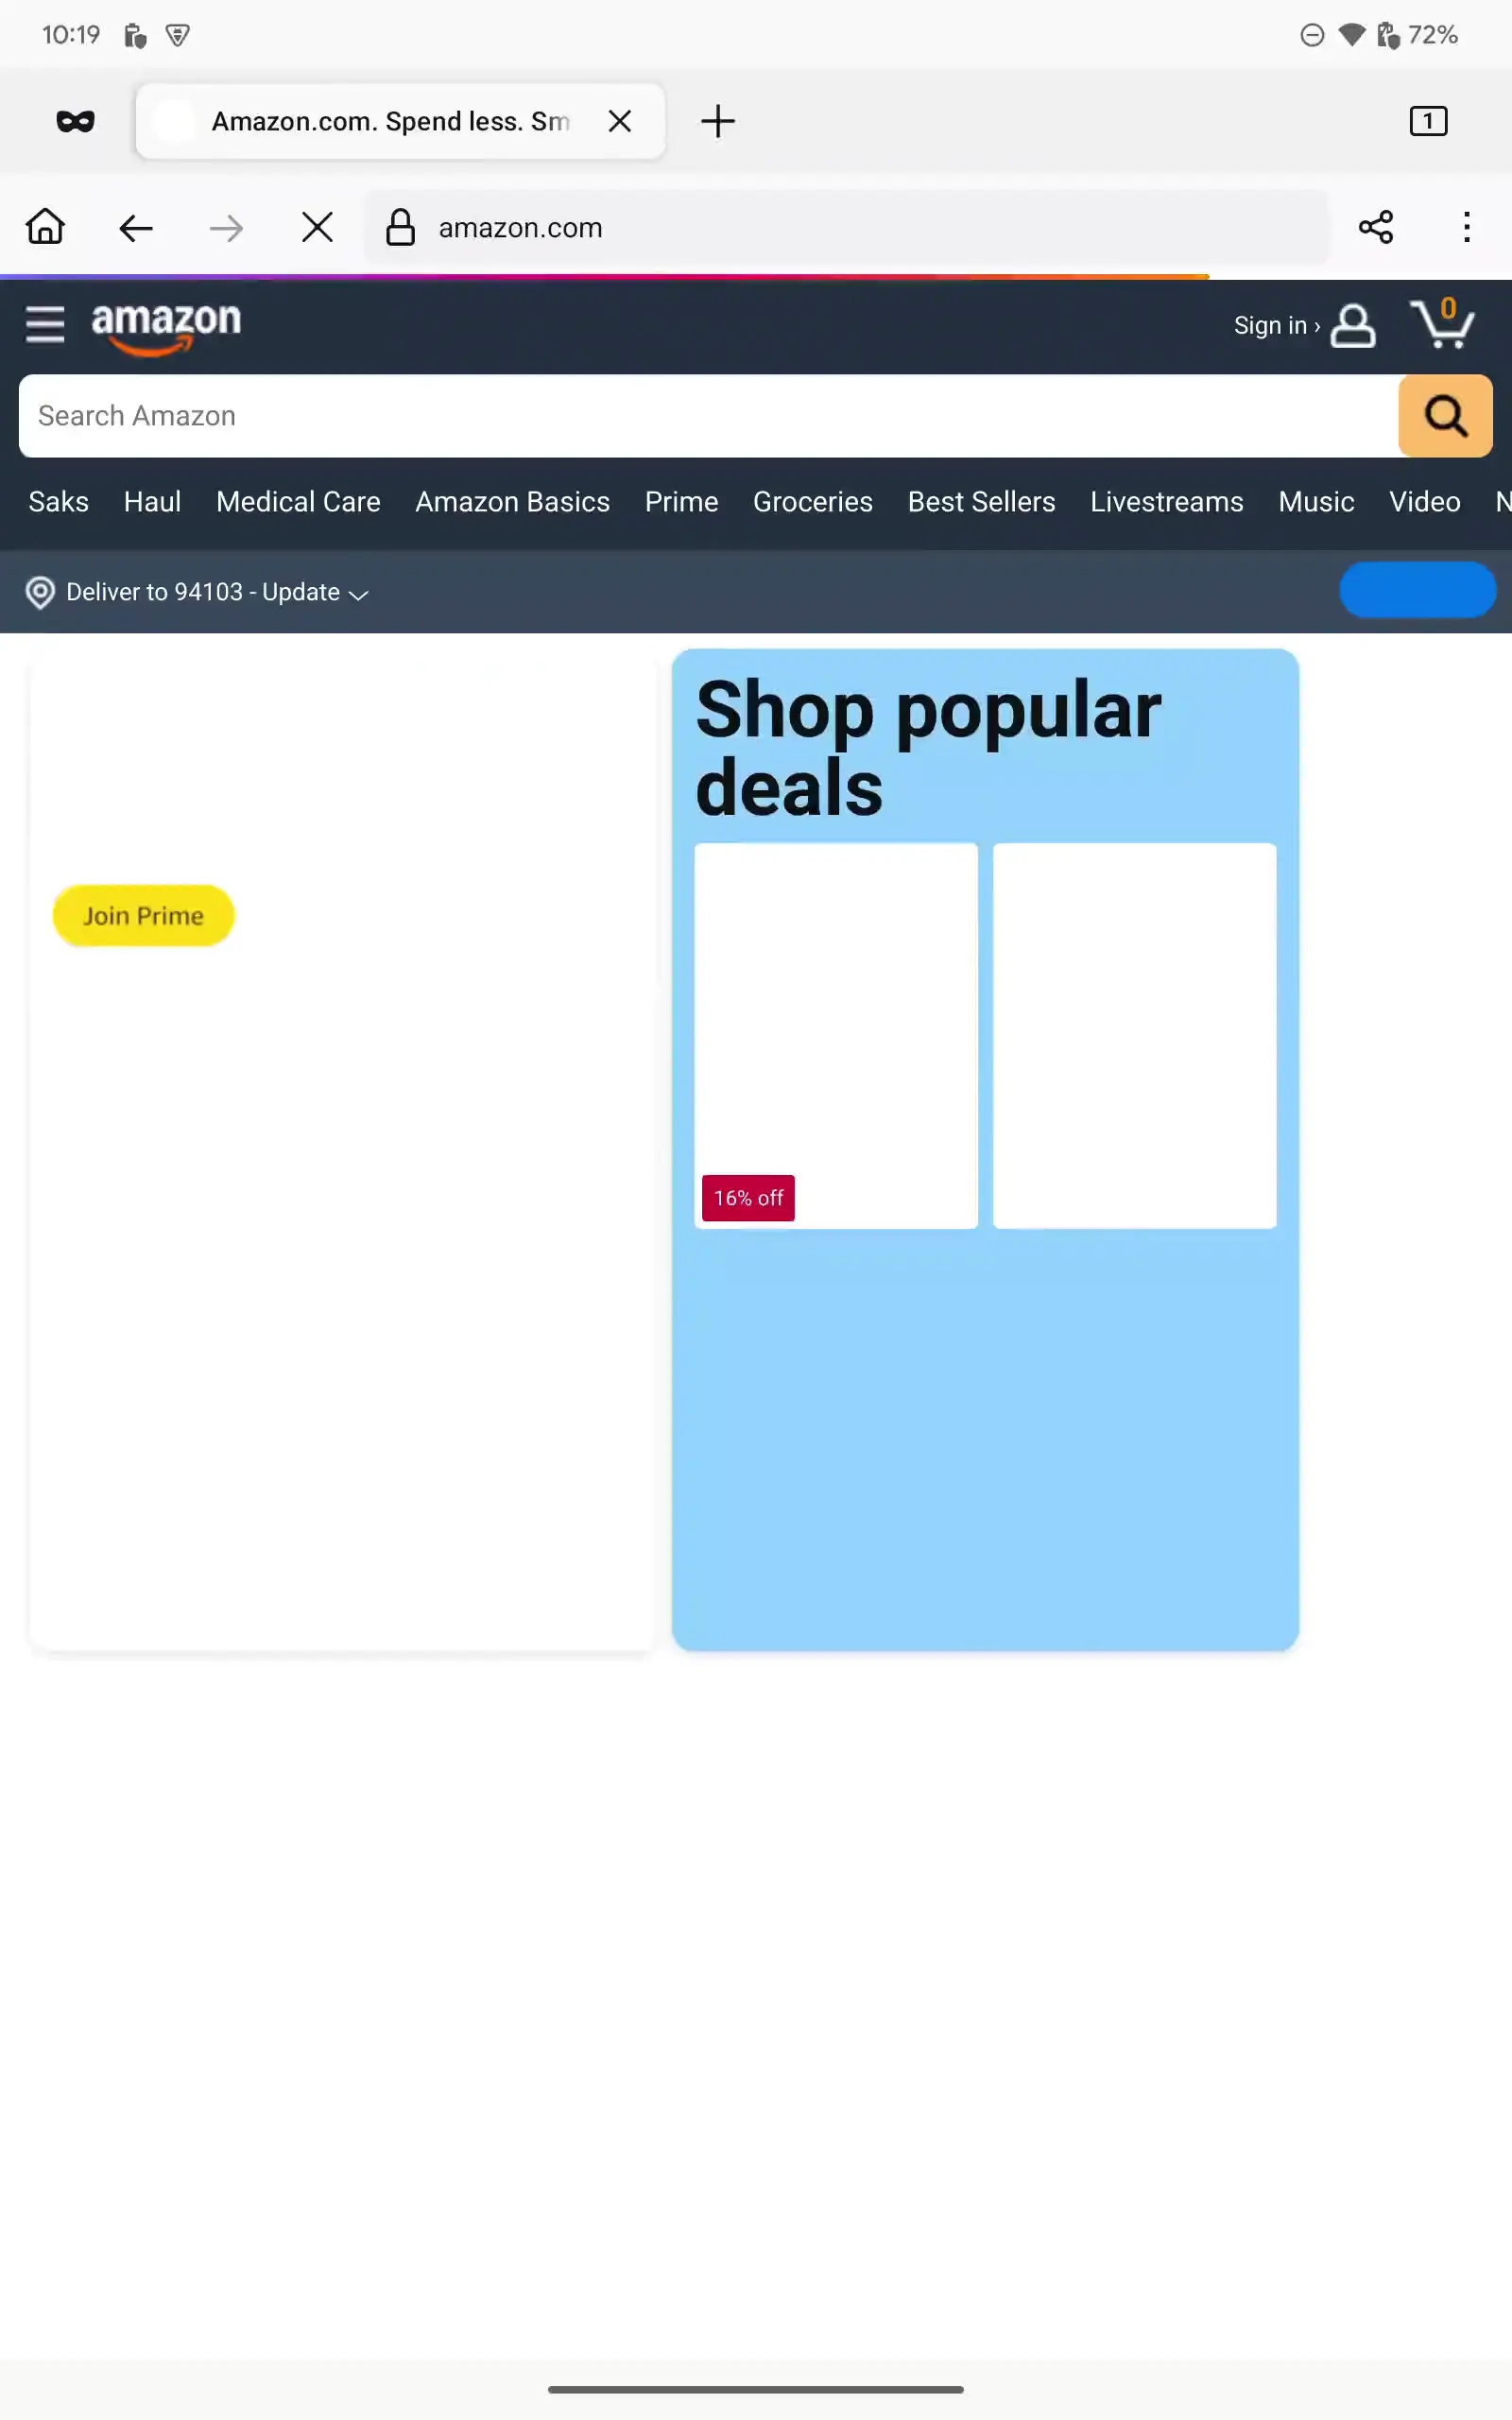 10:19
72%
Amazon.com. Spend less. Sm
1
amazon.com
amazon
Sign in ›
0
Search Amazon
Saks Haul Medical Care Amazon Basics Prime Groceries Best Sellers Livestreams Music Video N
Deliver to 94103 - Update
Shop popular
deals
Join Prime
16% off